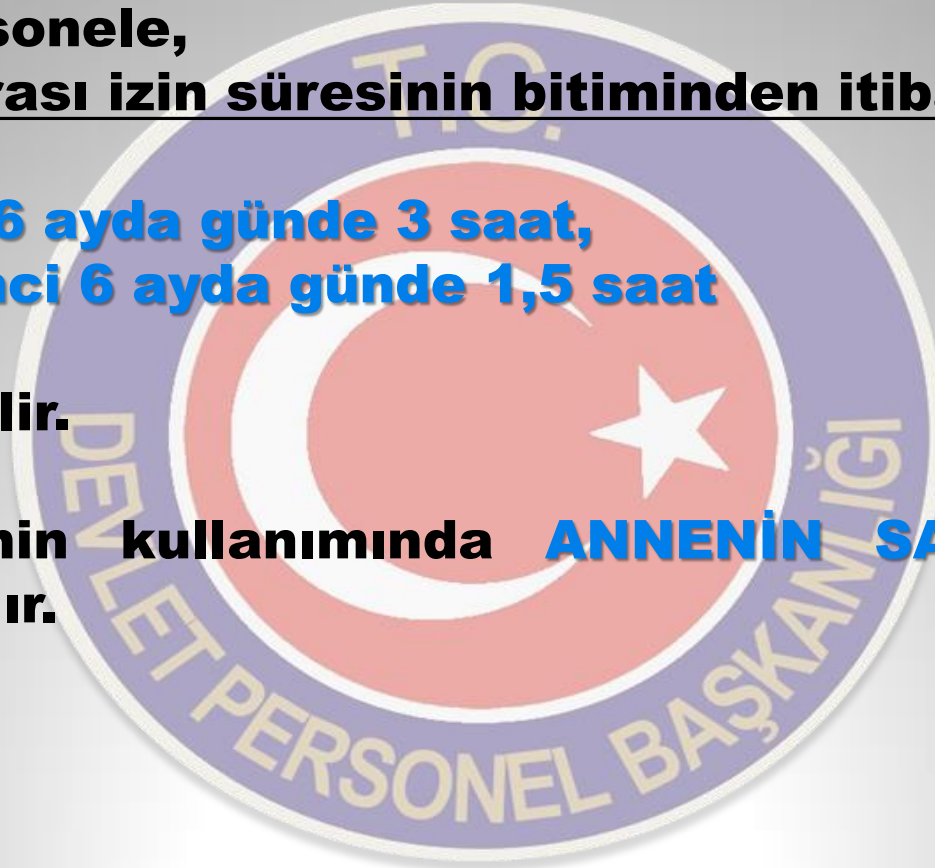 sonele,
rası izin süresinin bitiminden itib
6 ayda günde 3 saat,
nci 6 ayda günde 1,5 saat
lir.
nin kullanımında ANNENİN SA
ır.
T.C.
DEVLET PERSONEL BAŞKANLIĞI